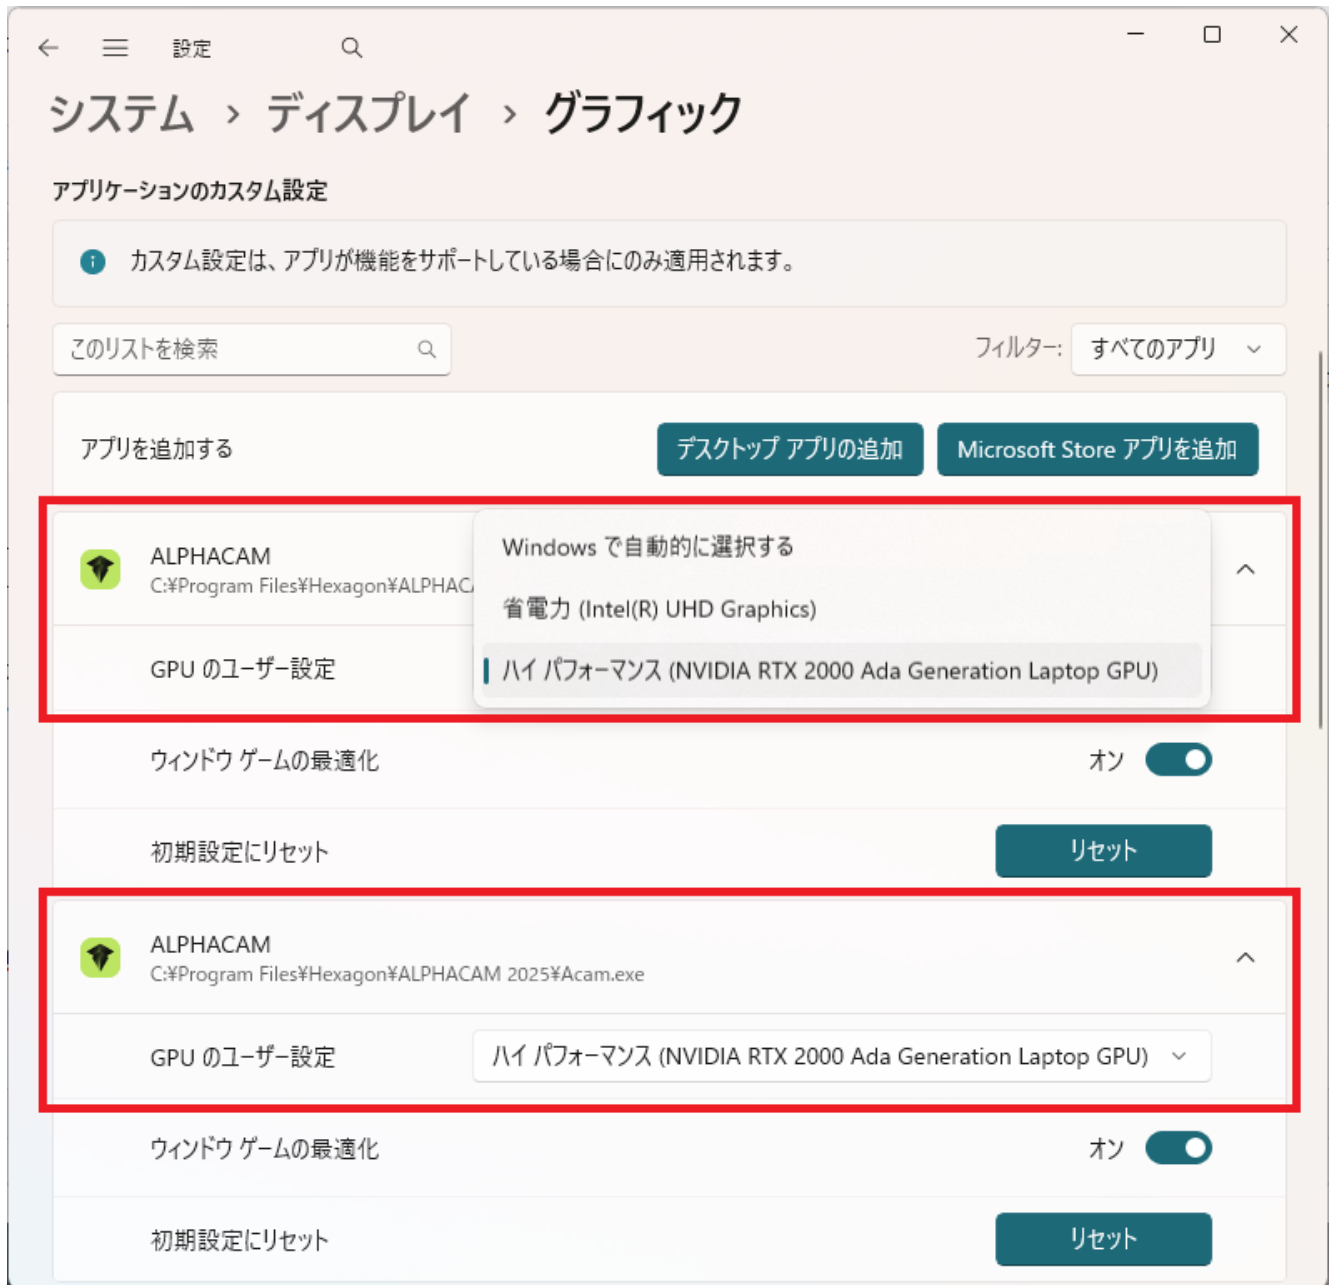 設定
システム › ディスプレイ › グラフィック
アプリケーションのカスタム設定
カスタム設定は、アプリが機能をサポートしている場合にのみ適用されます。
このリストを検索
フィルター: すべてのアプリ
アプリを追加する
デスクトップ アプリの追加
Microsoft Store アプリを追加
ALPHACAM
C:¥Program Files¥Hexagon¥ALPHAC
Windows で自動的に選択する
省電力 (Intel(R) UHD Graphics)
GPU のユーザー設定
ハイ パフォーマンス (NVIDIA RTX 2000 Ada Generation Laptop GPU)
ウィンドウ ゲームの最適化
オン
初期設定にリセット
リセット
ALPHACAM
C:¥Program Files¥Hexagon¥ALPHACAM 2025¥Acam.exe
GPU のユーザー設定
ハイ パフォーマンス (NVIDIA RTX 2000 Ada Generation Laptop GPU)
ウィンドウ ゲームの最適化
オン
初期設定にリセット
リセット